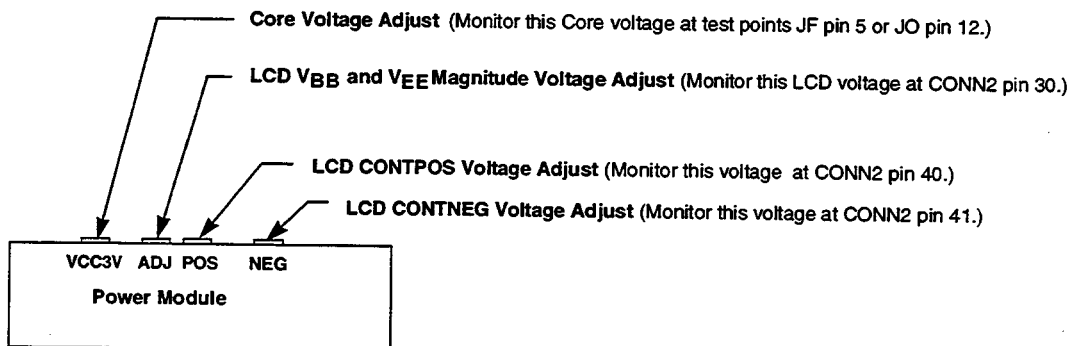 Core Voltage Adjust (Monitor this Core voltage at test points JF pin 5 or JO pin 12.)
LCD VBB and VEE Magnitude Voltage Adjust (Monitor this LCD voltage at CONN2 pin 30.)
LCD CONTPOS Voltage Adjust (Monitor this voltage at CONN2 pin 40.)
LCD CONTNEG Voltage Adjust (Monitor this voltage at CONN2 pin 41.)
VCC3V ADJ POS NEG
Power Module